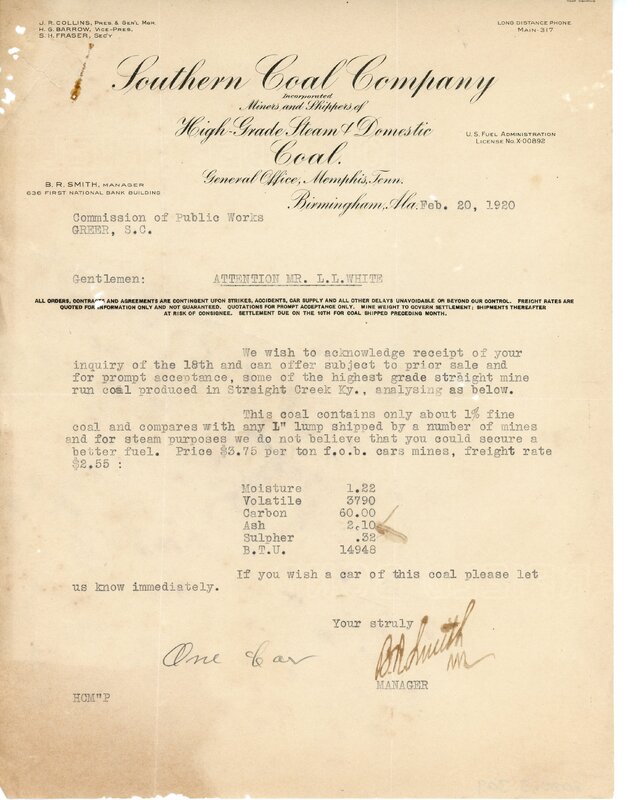 J. R. COLLINS, PRES. & GEN'L MGR.
H. G. BARROW, VICE-PRES.
S. H. FRASER, SEC'Y
LONG DISTANCE PHONE
MAIN 317
Southern Coal Company
Incorporated
Miners and Shippers of
High-Grade Steam & Domestic
Coal.
U.S. FUEL ADMINISTRATION
LICENSE NO. X-00892
General Office, Memphis, Tenn.
B. R. SMITH, MANAGER
636 FIRST NATIONAL BANK BUILDING
Birmingham, Ala. Feb. 20, 1920
Commission of Public Works
GREER, S.C.
Gentlemen: ATTENTION MR. L.L.WHITE
ALL ORDERS, CONTRACTS AND AGREEMENTS ARE CONTINGENT UPON STRIKES, ACCIDENTS, CAR SUPPLY AND ALL OTHER DELAYS UNAVOIDABLE OR BEYOND OUR CONTROL. FREIGHT RATES ARE
QUOTED FOR INFORMATION ONLY AND NOT GUARANTEED. QUOTATIONS FOR PROMPT ACCEPTANCE ONLY. MINE WEIGHT TO GOVERN SETTLEMENT; SHIPMENTS THEREAFTER
AT RISK OF CONSIGNEE. SETTLEMENT DUE ON THE 10TH FOR COAL SHIPPED PRECEDING MONTH.
We wish to acknowledge receipt of your
inquiry of the 18th and can offer subject to prior sale and
for prompt acceptance, some of the highest grade straight mine
run coal produced in Straight Creek Ky., analysing as below.
This coal contains only about 1% fine
coal and compares with any 1" lump shipped by a number of mines
and for steam purposes we do not believe that you could secure a
better fuel. Price $3.75 per ton f.o.b. cars mines, freight rate
$2.55 :
Moisture 1.22
Volatile 3790
Carbon 60.00
Ash 2.10
Sulpher .32
B.T.U. 14948
If you wish a car of this coal please let
us know immediately.
Your struly
One Car
B.R. Smith
MANAGER
HCM"P